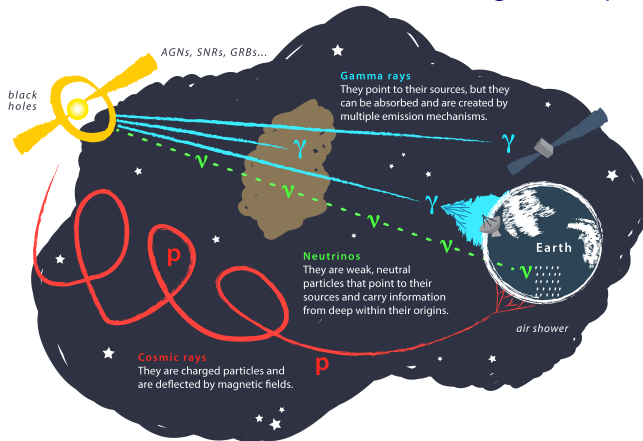 AGNs, SNRs, GRBs...
black
holes
Gamma rays
They point to their sources, but they
can be absorbed and are created by
multiple emission mechanisms.
γ
γ
γ
ν
ν
ν
ν
ν
Earth
p
Neutrinos
They are weak, neutral
particles that point to their
sources and carry information
from deep within their origins.
air shower
Cosmic rays
They are charged particles and
are deflected by magnetic fields.
p